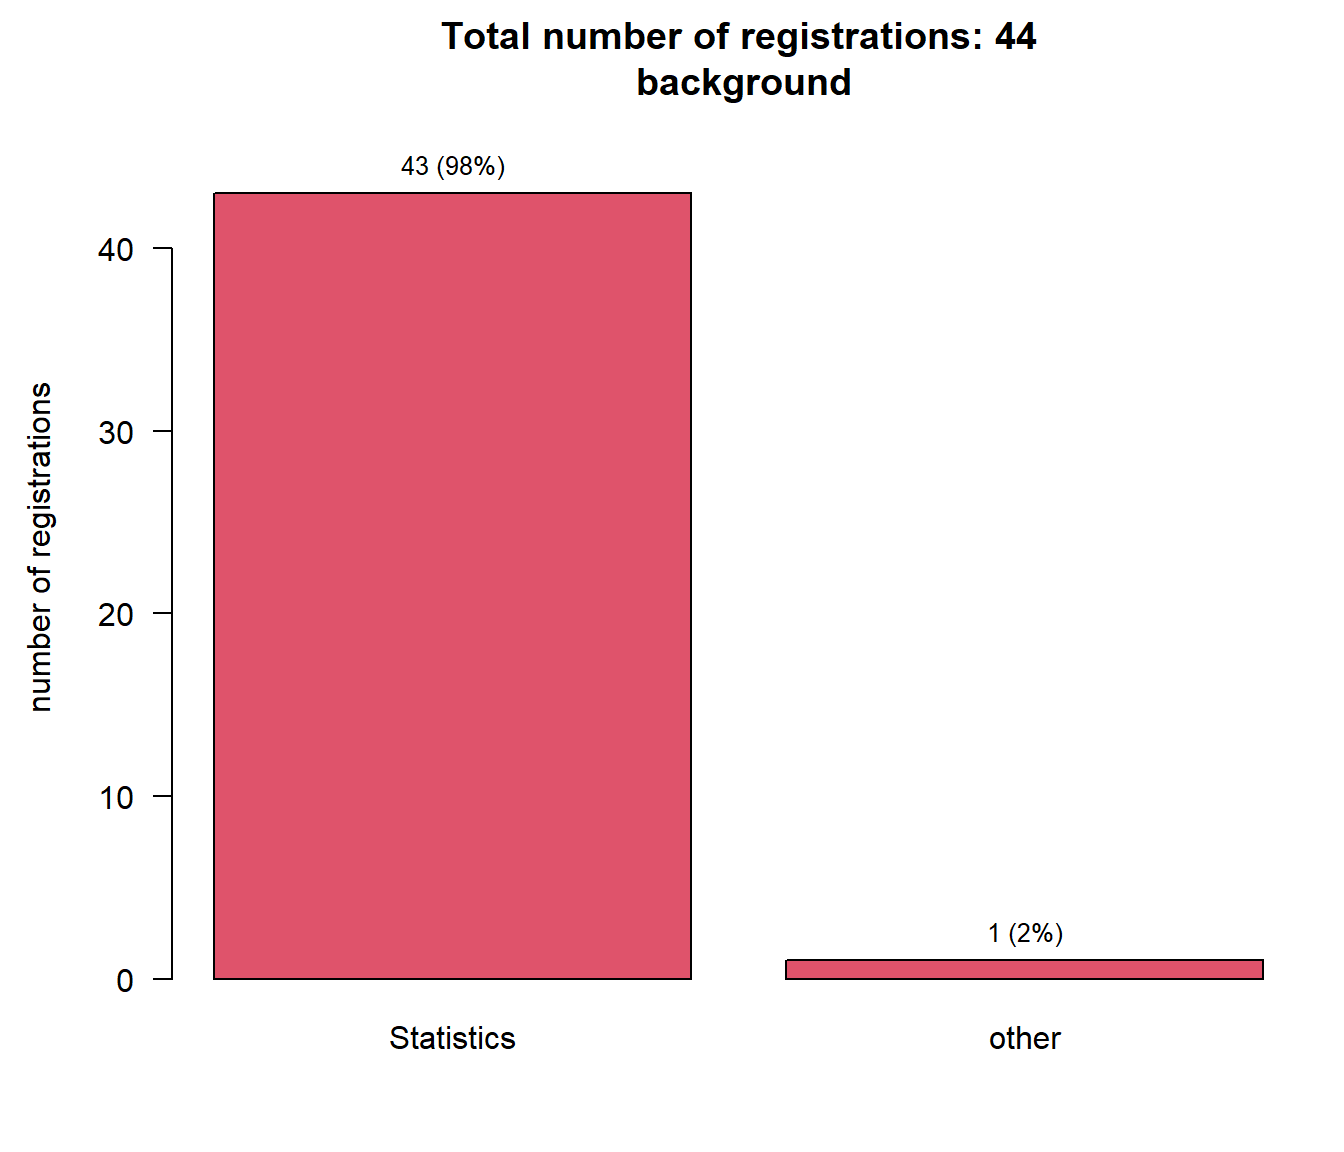 Total number of registrations: 44
background
43 (98%)
40
30
20
10
0
number of registrations
1 (2%)
Statistics
other